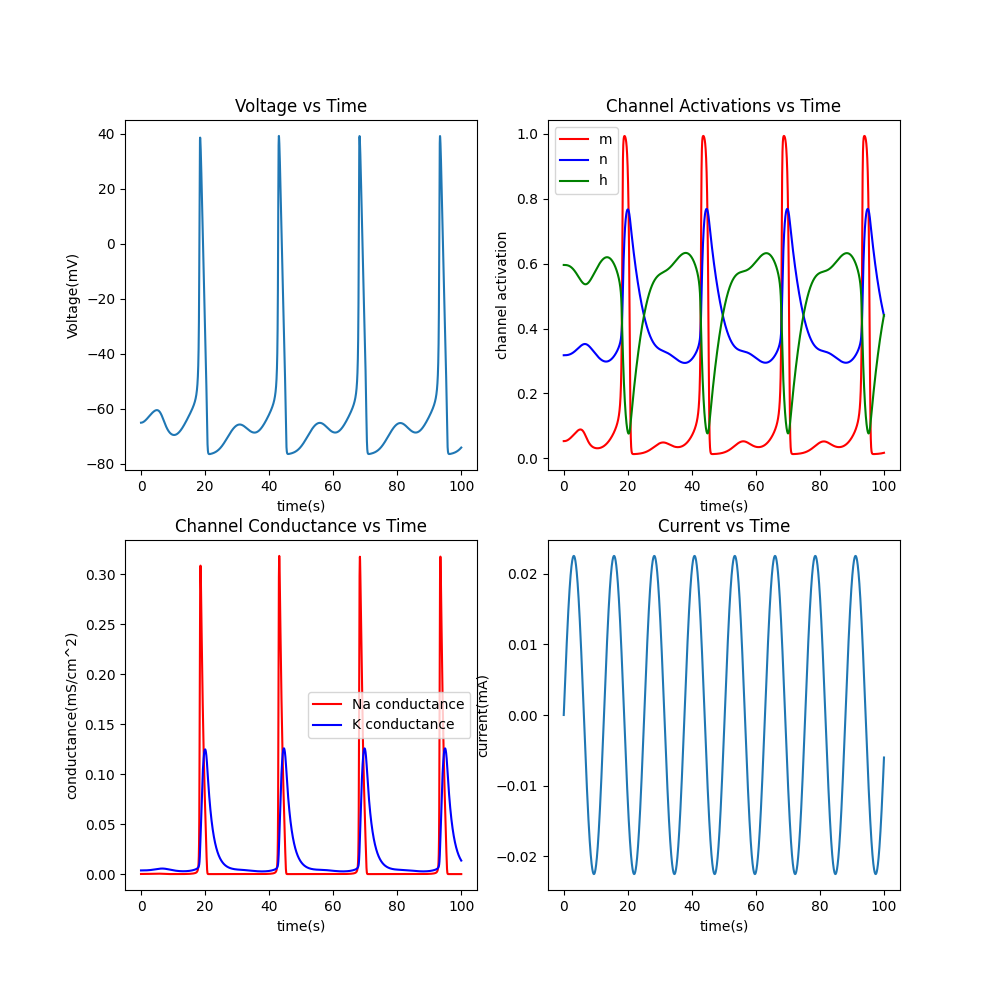 Voltage vs Time
Voltage(mV)
40
20
0
−20
−40
−60
−80
0 20 40 60 80 100
time(s)
Channel Activations vs Time
channel activation
1.0
0.8
0.6
0.4
0.2
0.0
m
n
h
0 20 40 60 80 100
time(s)
Channel Conductance vs Time
conductance(mS/cm^2)
0.30
0.25
0.20
0.15
0.10
0.05
0.00
Na conductance
K conductance
0 20 40 60 80 100
time(s)
Current vs Time
current(mA)
0.02
0.01
0.00
−0.01
−0.02
0 20 40 60 80 100
time(s)